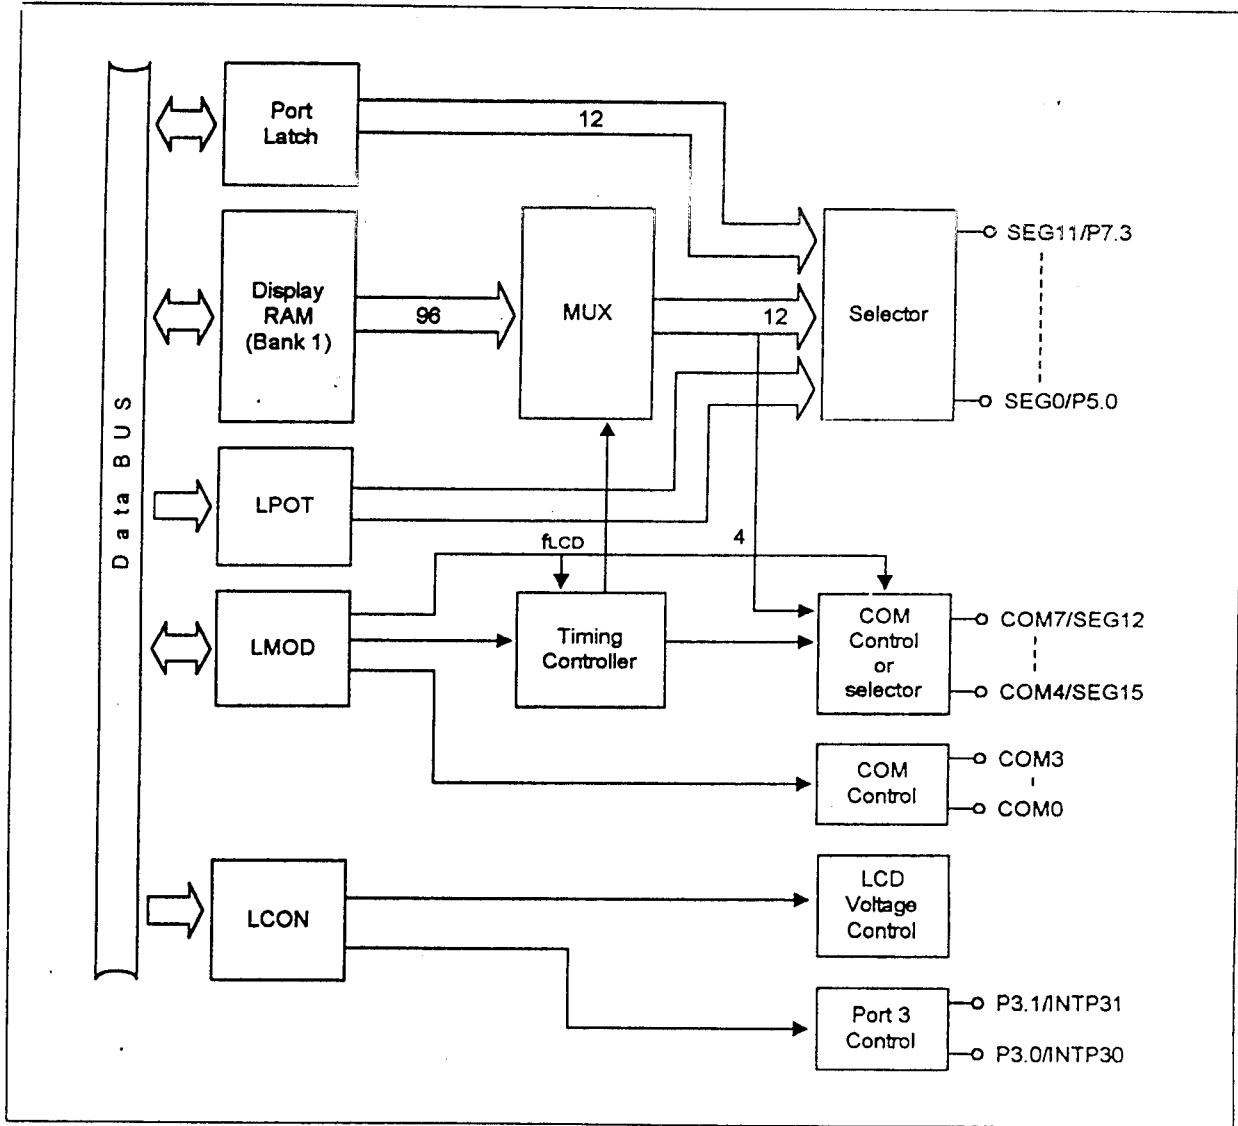 Port
Latch
12
Display
RAM
(Bank 1)
96
MUX
12
Selector
SEG11/P7.3
SEG0/P5.0
Data BUS
LPOT
fLCD
4
LMOD
Timing
Controller
COM
Control
or
selector
COM7/SEG12
COM4/SEG15
COM
Control
COM3
COM0
LCON
LCD
Voltage
Control
Port 3
Control
P3.1/INTP31
P3.0/INTP30